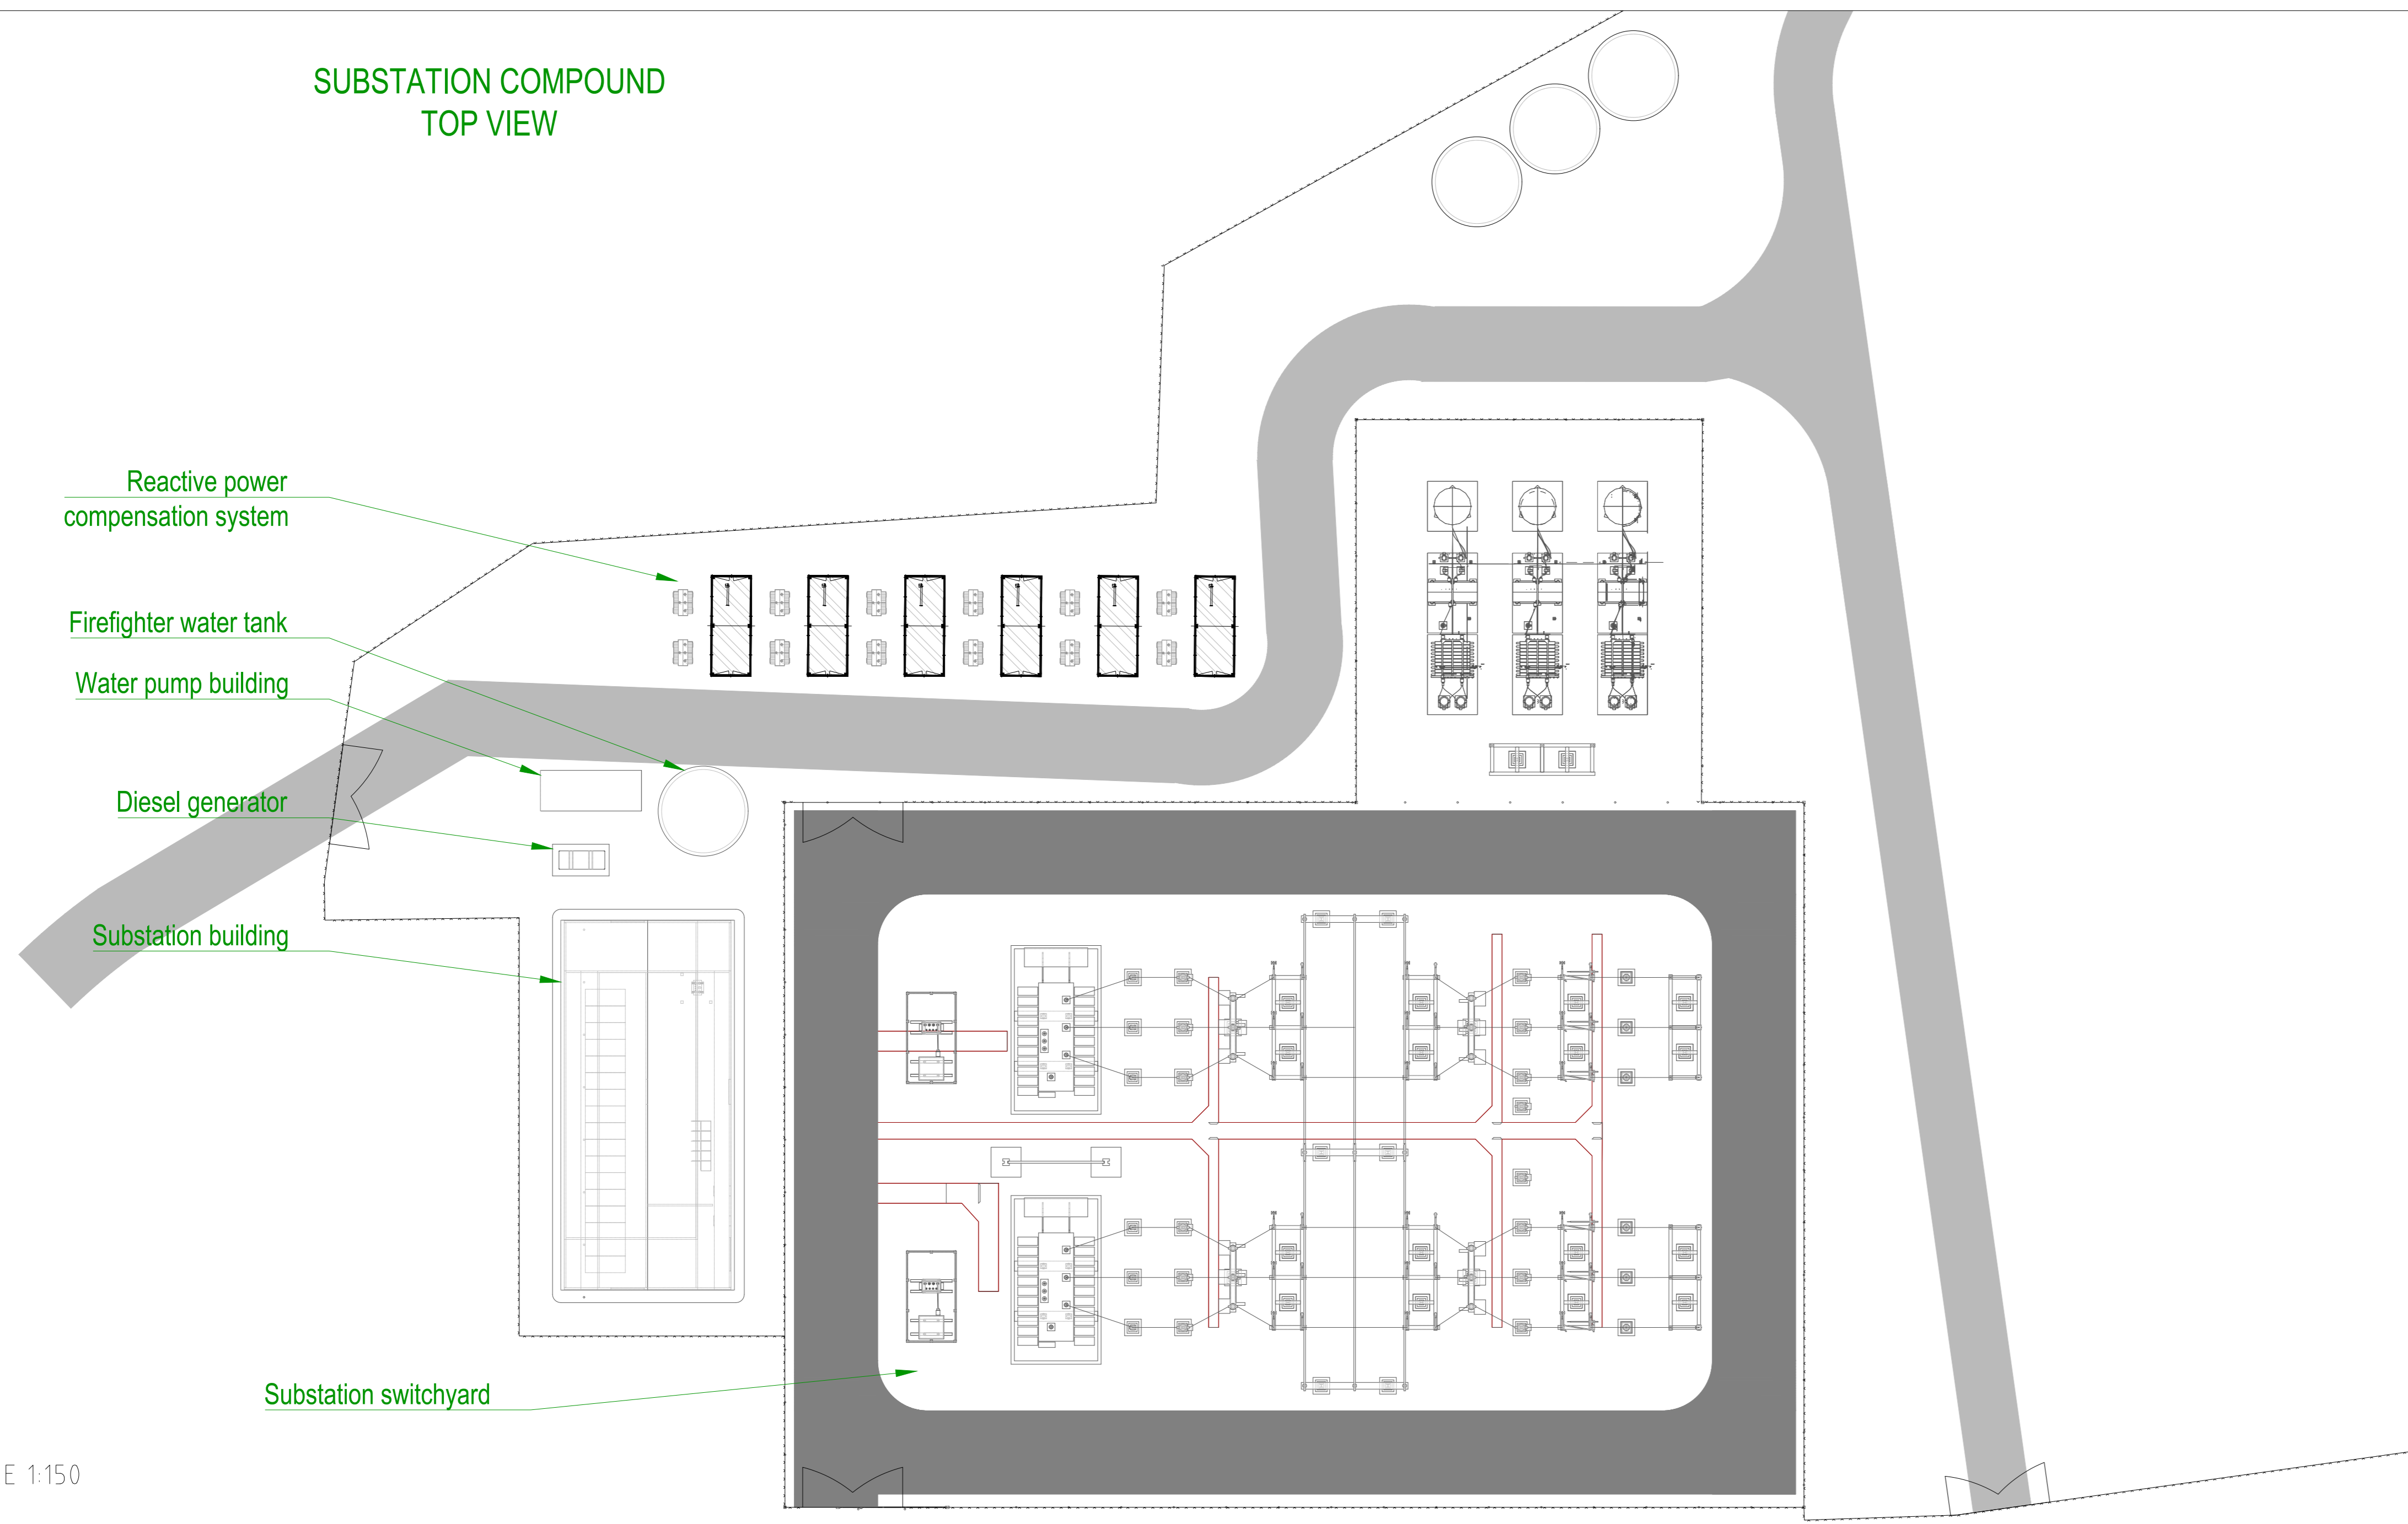 SUBSTATION COMPOUND
TOP VIEW
Reactive power
compensation system
Firefighter water tank
Water pump building
Diesel generator
Substation building
Substation switchyard
E 1:150